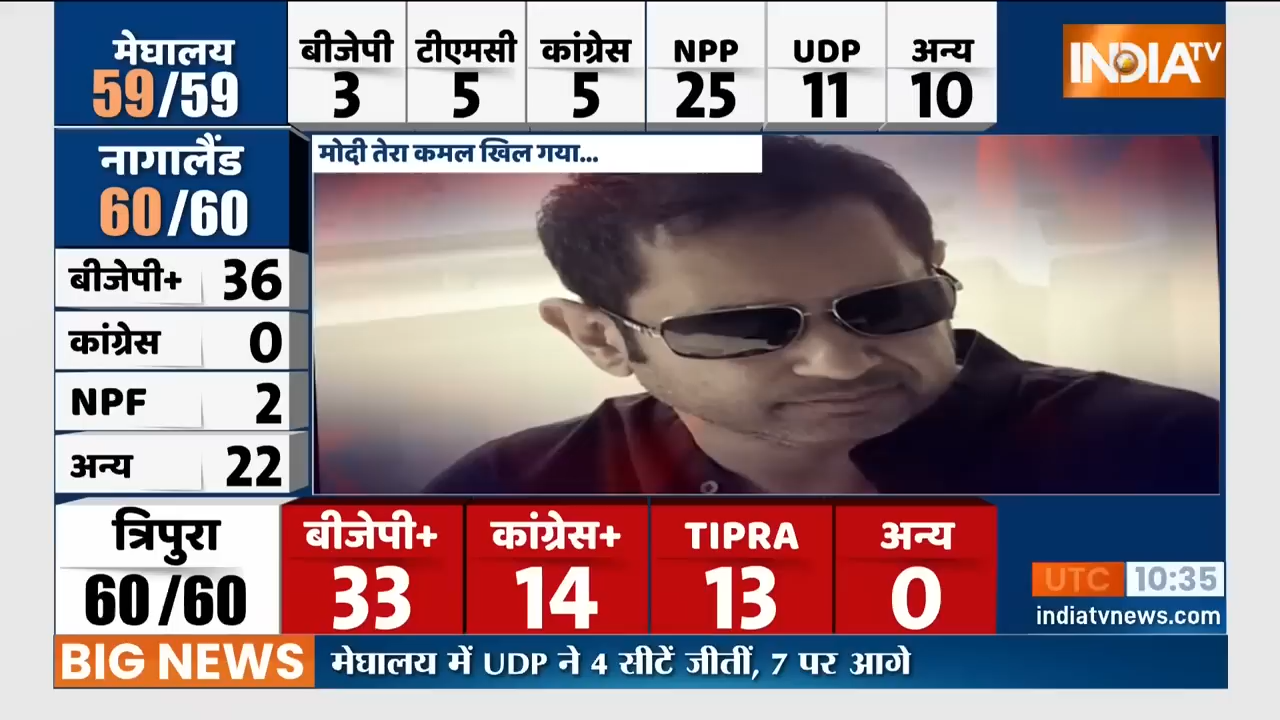 मेघालय
59/59
बीजेपी
3
टीएमसी
5
कांग्रेस
5
NPP
25
UDP
11
अन्य
10
INDIA TV
नागालैंड
60/60
बीजेपी+ 36
कांग्रेस 0
NPF 2
अन्य 22
मोदी तेरा कमल खिल गया...
त्रिपुरा
60/60
बीजेपी+
33
कांग्रेस+
14
TIPRA
13
अन्य
0
UTC 10:35
indiatvnews.com
BIG NEWS
मेघालय में UDP ने 4 सीटें जीतीं, 7 पर आगे